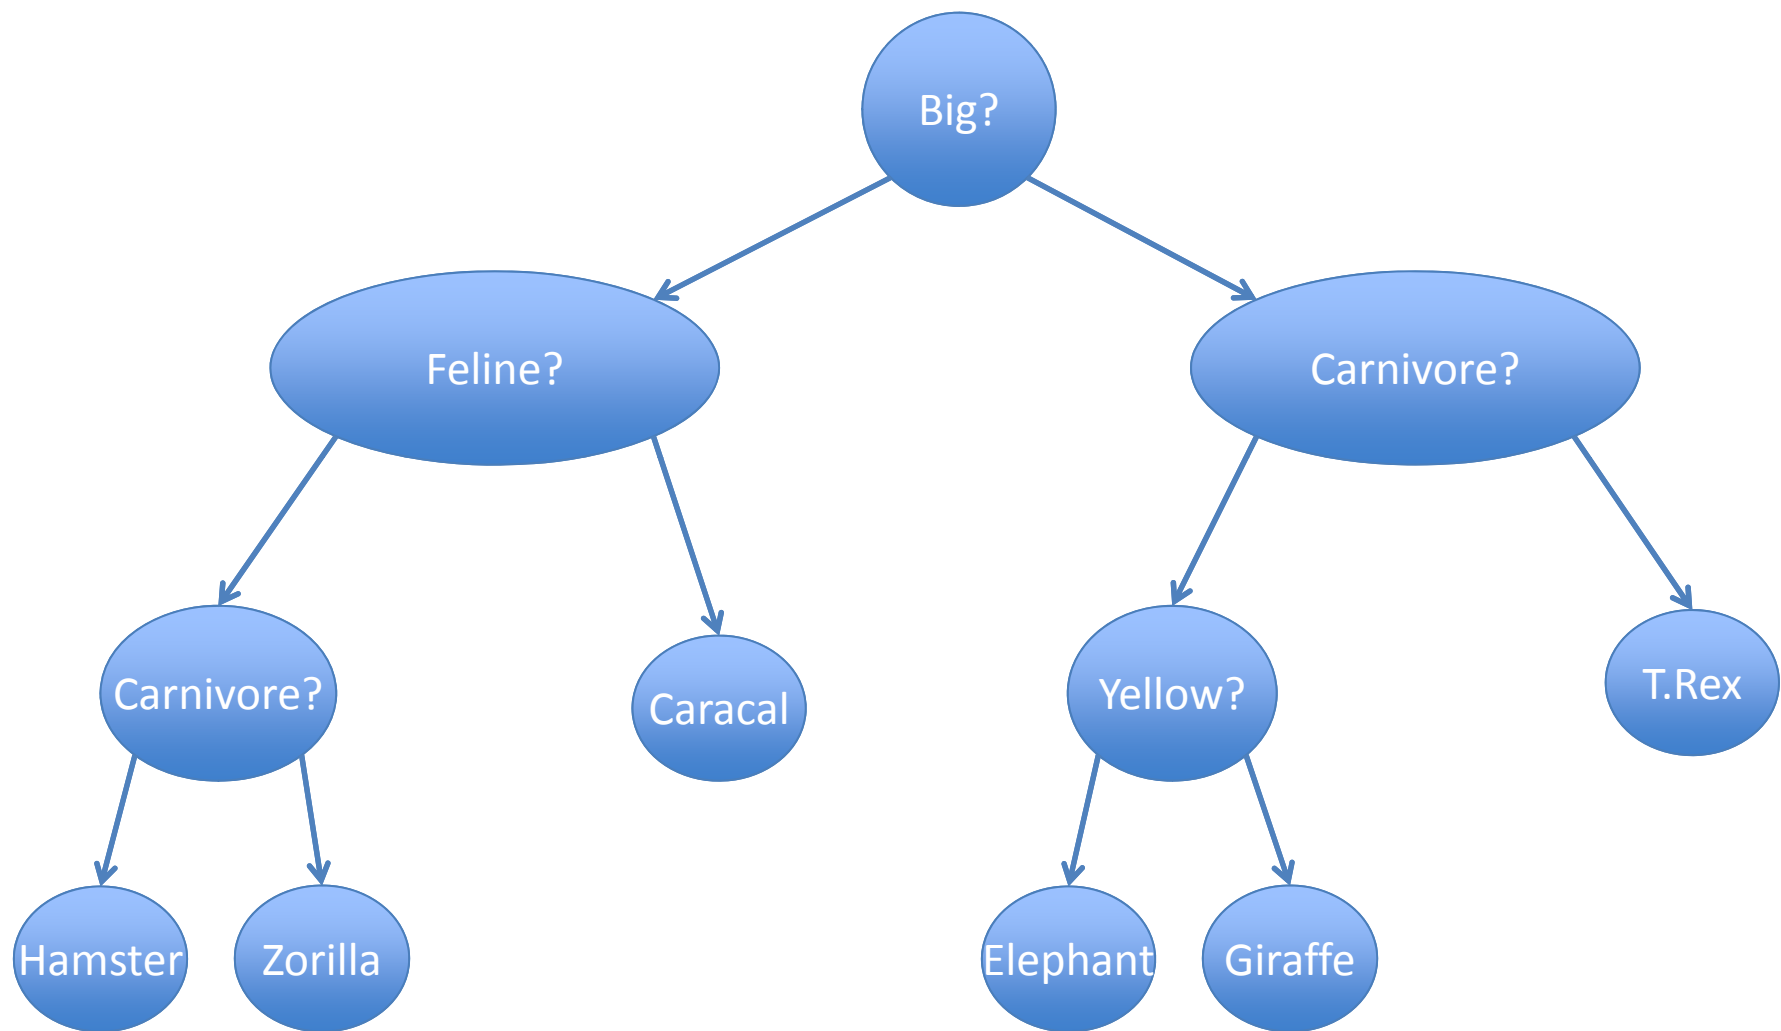 Big?
Feline?
Carnivore?
Carnivore?
Caracal
Yellow?
T.Rex
Hamster
Zorilla
Elephant
Giraffe